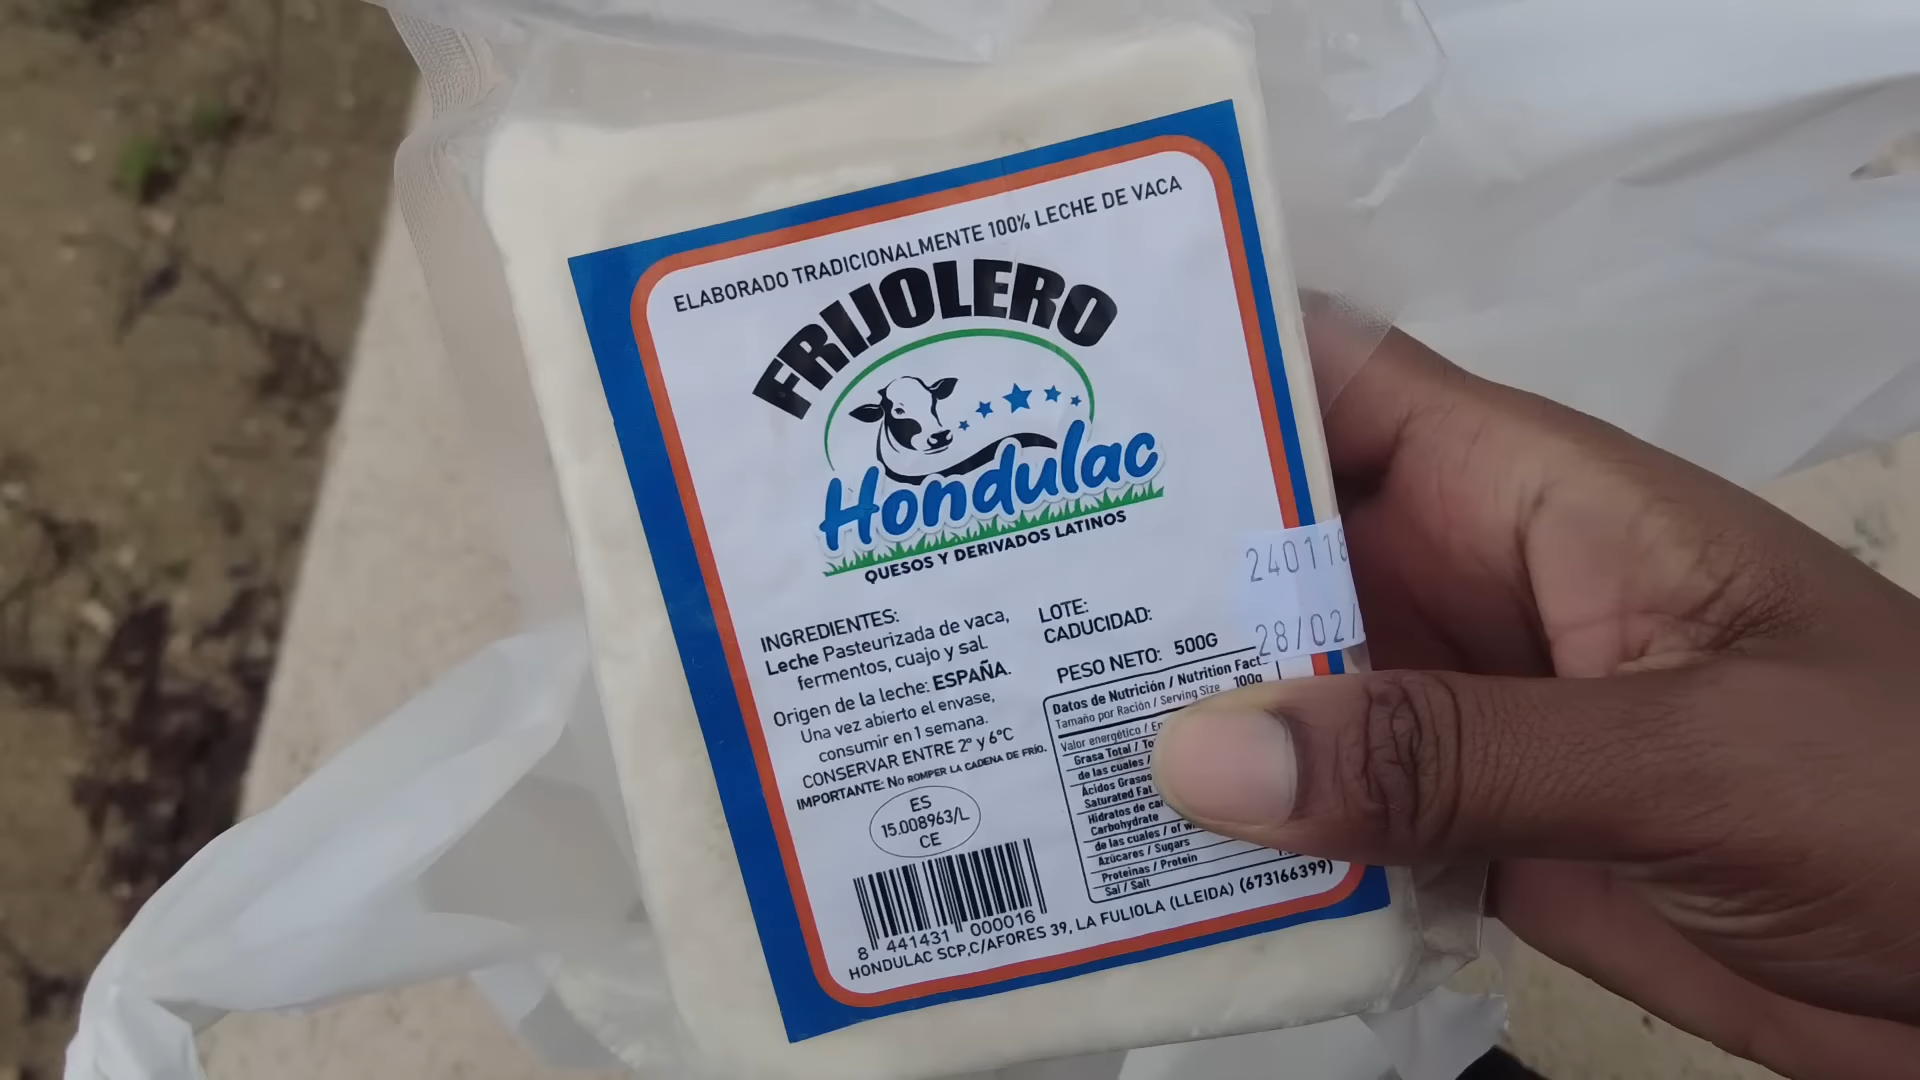 ELABORADO TRADICIONALMENTE 100% LECHE DE VACA
FRIJOLERO
Hondulac
QUESOS Y DERIVADOS LATINOS
INGREDIENTES:
Leche Pasteurizada de vaca,
fermentos, cuajo y sal
Origen de la leche: ESPAÑA.
Una vez abierto el envase,
consumir en 1 semana.
CONSERVAR ENTRE 2º y 6ºC
IMPORTANTE: No ROMPER LA CADENA DE FRÍO.
ES
15.008963/L
CE
8 441431 000016
LOTE:
240118
CADUCIDAD:
28/02/
PESO NETO: 500G
Datos de Nutrición / Nutrition
Tamaño por Ración / Serving Size 100g
Valor energético /
Grasa Total /
de las cuales /
Ácidos Grasos
Saturated Fat
Hidratos de
Carbohydrate
de las cuales / of
Azúcares / Sugars
Proteinas / Protein
Sal / Salt
HONDULAC SCP,C/AFORES 39, LA FULIOLA (LLEIDA) (673166399)